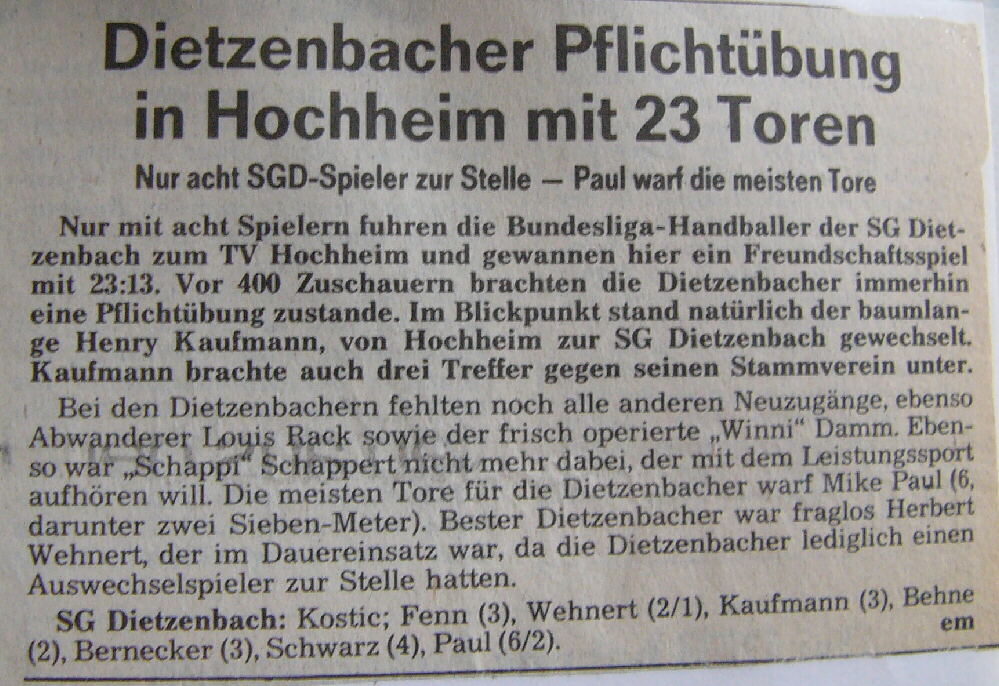 Dietzenbacher Pflichtübung
in Hochheim mit 23 Toren
Nur acht SGD-Spieler zur Stelle — Paul warf die meisten Tore
Nur mit acht Spielern fuhren die Bundesliga-Handballer der SG Diet-
zenbach zum TV Hochheim und gewannen hier ein Freundschaftsspiel
mit 23:13. Vor 400 Zuschauern brachten die Dietzenbacher immerhin
eine Pflichtübung zustande. Im Blickpunkt stand natürlich der baumlan-
ge Henry Kaufmann, von Hochheim zur SG Dietzenbach gewechselt.
Kaufmann brachte auch drei Treffer gegen seinen Stammverein unter.
Bei den Dietzenbachern fehlten noch alle anderen Neuzugänge, ebenso
Abwanderer Louis Rack sowie der frisch operierte „Winni" Damm. Eben-
so war „Schappi" Schappert nicht mehr dabei, der mit dem Leistungssport
aufhören will. Die meisten Tore für die Dietzenbacher warf Mike Paul (6,
darunter zwei Sieben-Meter). Bester Dietzenbacher war fraglos Herbert
Wehnert, der im Dauereinsatz war, da die Dietzenbacher lediglich einen
Auswechselspieler zur Stelle hatten.
SG Dietzenbach: Kostic; Fenn (3), Wehnert (2/1), Kaufmann (3), Behne
(2), Bernecker (3), Schwarz (4), Paul (6/2). em